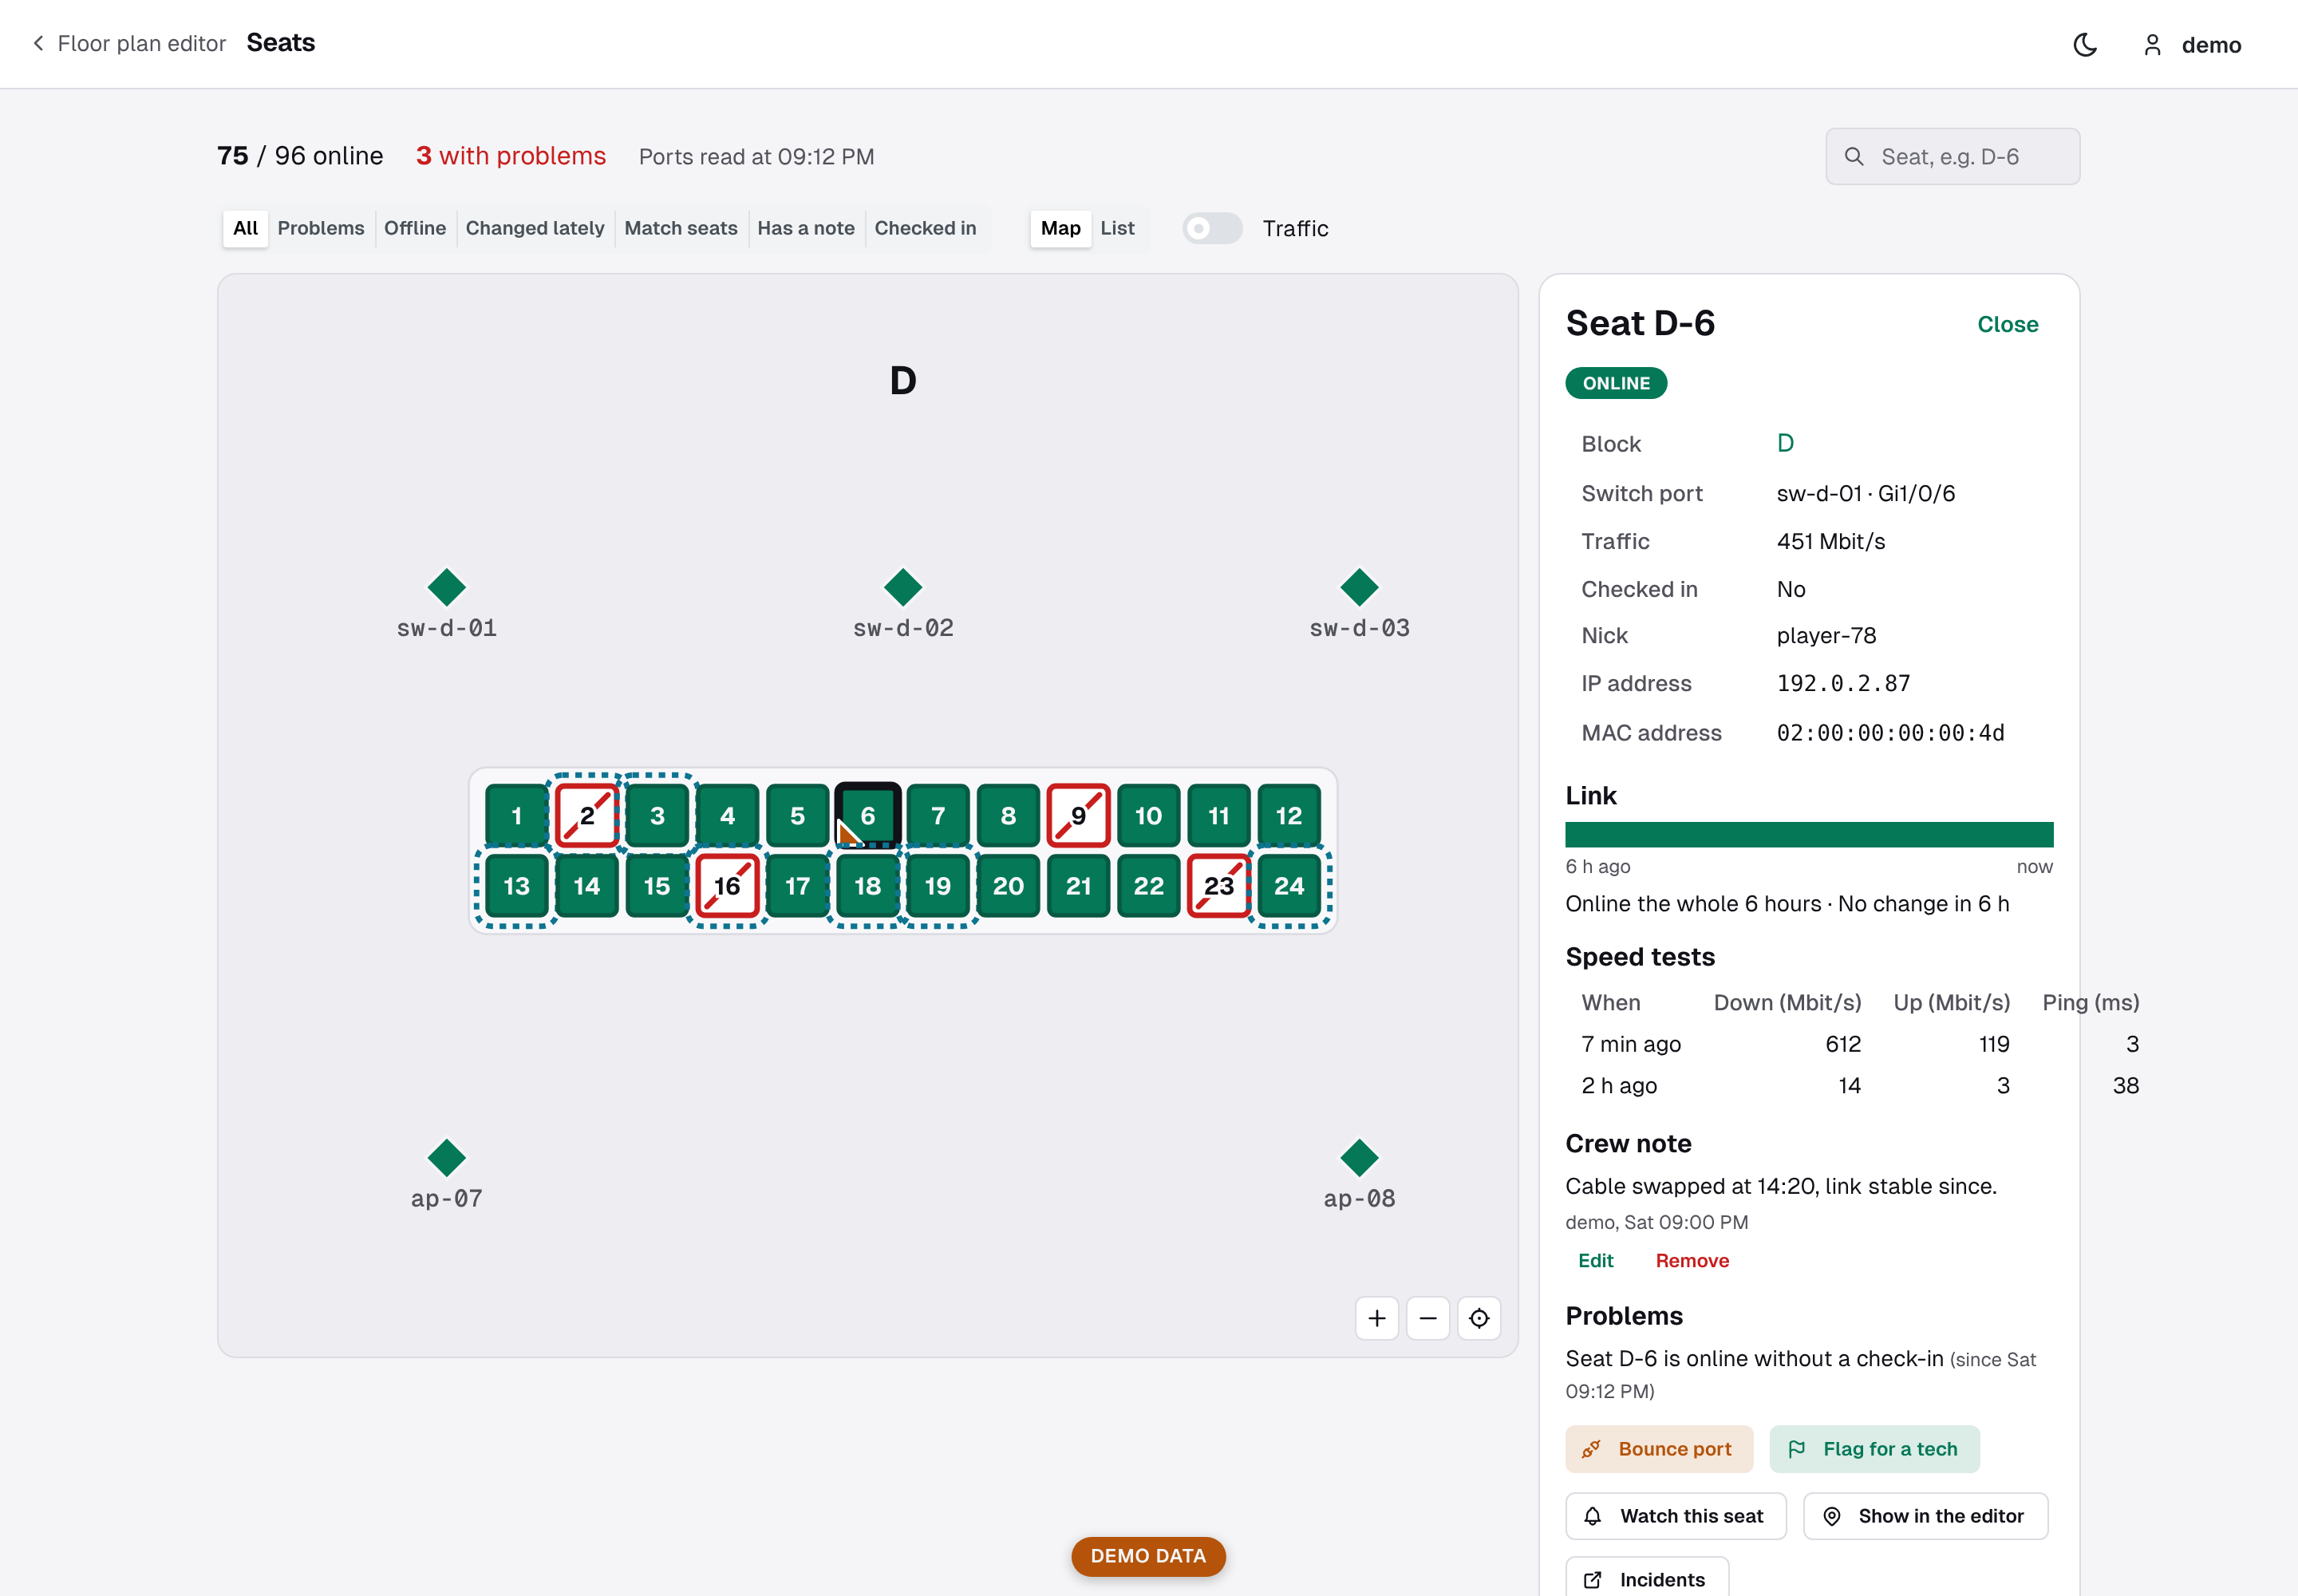 Floor plan editor Seats
demo
75 / 96 online 3 with problems Ports read at 09:12 PM
Seat, e.g. D-6
All Problems Offline Changed lately Match seats Has a note Checked in Map List Traffic
D
sw-d-01 sw-d-02 sw-d-03
1 2 3 4 5 6 7 8 9 10 11 12
13 14 15 16 17 18 19 20 21 22 23 24
ap-07 ap-08
Seat D-6 Close
ONLINE
Block D
Switch port sw-d-01 · Gi1/0/6
Traffic 451 Mbit/s
Checked in No
Nick player-78
IP address 192.0.2.87
MAC address 02:00:00:00:00:4d
Link
6 h ago now
Online the whole 6 hours · No change in 6 h
Speed tests
When Down (Mbit/s) Up (Mbit/s) Ping (ms)
7 min ago 612 119 3
2 h ago 14 3 38
Crew note
Cable swapped at 14:20, link stable since.
demo, Sat 09:00 PM
Edit Remove
Problems
Seat D-6 is online without a check-in (since Sat
09:12 PM)
Bounce port Flag for a tech
Watch this seat Show in the editor
Incidents
DEMO DATA